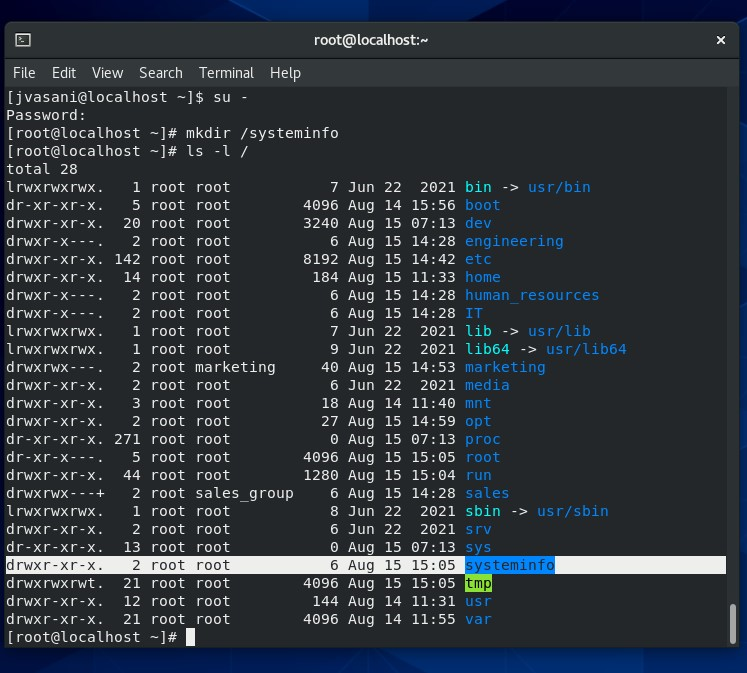 root@localhost:~
File Edit View Search Terminal Help
[jvasani@localhost ~]$ su -
Password:
[root@localhost ~]# mkdir /systeminfo
[root@localhost ~]# ls -l /
total 28
lrwxrwxrwx.   1 root root           7 Jun 22  2021 bin -> usr/bin
dr-xr-xr-x.   5 root root        4096 Aug 14 15:56 boot
drwxr-xr-x.  20 root root        3240 Aug 15 07:13 dev
drwxr-x---.   2 root root           6 Aug 15 14:28 engineering
drwxr-xr-x. 142 root root        8192 Aug 15 14:42 etc
drwxr-xr-x.  14 root root         184 Aug 15 11:33 home
drwxr-x---.   2 root root           6 Aug 15 14:28 human_resources
drwxr-x---.   2 root root           6 Aug 15 14:28 IT
lrwxrwxrwx.   1 root root           7 Jun 22  2021 lib -> usr/lib
lrwxrwxrwx.   1 root root           9 Jun 22  2021 lib64 -> usr/lib64
drwxrwx---.   2 root marketing     40 Aug 15 14:53 marketing
drwxr-xr-x.   2 root root           6 Jun 22  2021 media
drwxr-xr-x.   3 root root          18 Aug 14 11:40 mnt
drwxr-xr-x.   2 root root          27 Aug 15 14:59 opt
dr-xr-xr-x. 271 root root           0 Aug 15 07:13 proc
dr-xr-x---.   5 root root        4096 Aug 15 15:05 root
drwxr-xr-x.  44 root root        1280 Aug 15 15:04 run
drwxrwx---+   2 root sales_group    6 Aug 15 14:28 sales
lrwxrwxrwx.   1 root root           8 Jun 22  2021 sbin -> usr/sbin
drwxr-xr-x.   2 root root           6 Jun 22  2021 srv
dr-xr-xr-x.  13 root root           0 Aug 15 07:13 sys
drwxr-xr-x.   2 root root           6 Aug 15 15:05 systeminfo
drwxrwxrwt.  21 root root        4096 Aug 15 15:05 tmp
drwxr-xr-x.  12 root root         144 Aug 14 11:31 usr
drwxr-xr-x.  21 root root        4096 Aug 14 11:55 var
[root@localhost ~]#